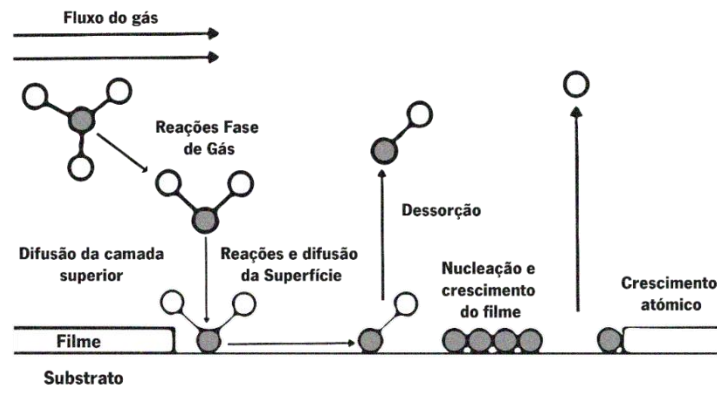 Fluxo do gás
Reações Fase
de Gás
Dessorção
Difusão da camada
superior
Reações e difusão
da Superfície
Nucleação e
crescimento
do filme
Crescimento
atómico
Filme
Substrato